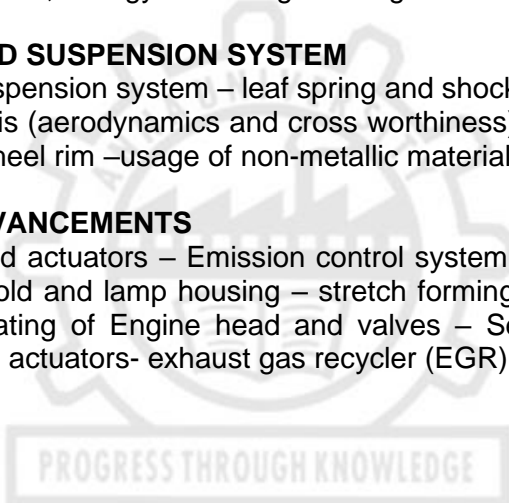 D SUSPENSION SYSTEM
spension system – leaf spring and shock
is (aerodynamics and cross worthiness)
heel rim –usage of non-metallic material
VANCEMENTS
d actuators – Emission control system
old and lamp housing – stretch forming
ating of Engine head and valves – Se
actuators- exhaust gas recycler (EGR)
PROGRESS THROUGH KNOWLEDGE